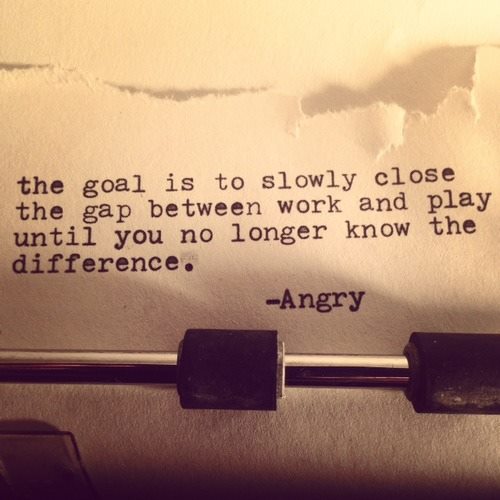 the goal is to slowly close
the gap between work and play
until you no longer know the
difference.
-Angry